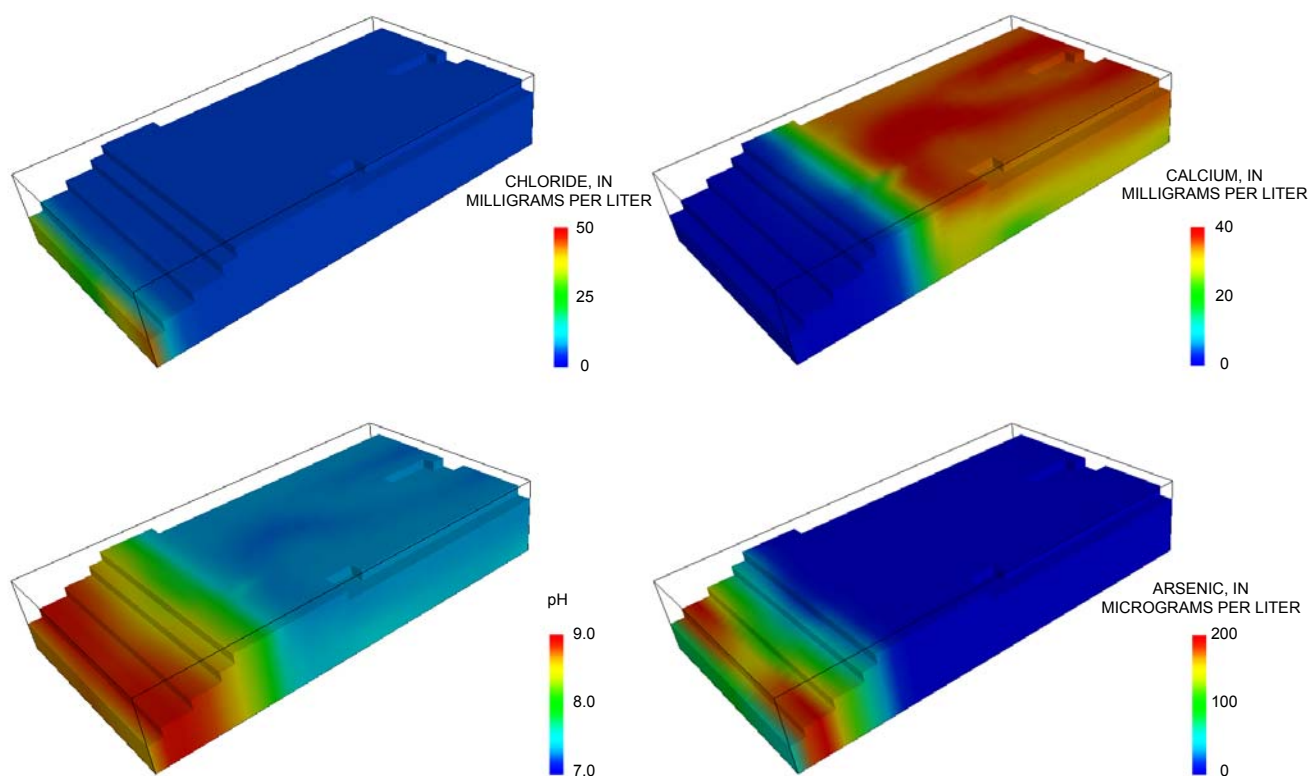 CHLORIDE, IN
MILLIGRAMS PER LITER
50
25
0
CALCIUM, IN
MILLIGRAMS PER LITER
40
20
0
pH
9.0
8.0
7.0
ARSENIC, IN
MICROGRAMS PER LITER
200
100
0